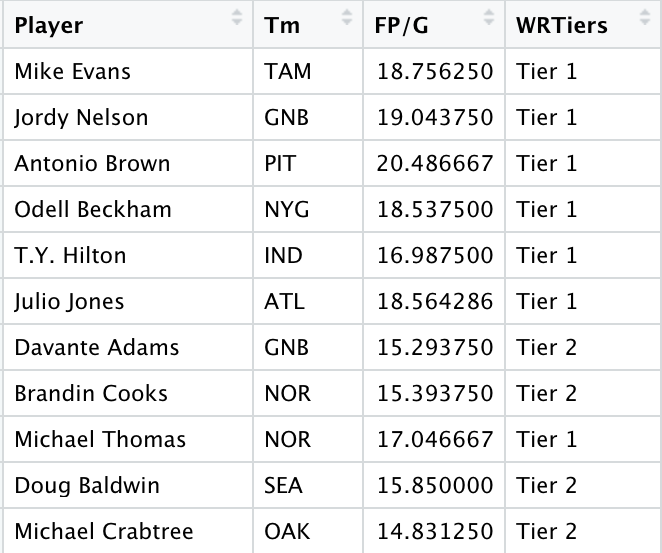 Player Tm FP/G WRTiers
Mike Evans TAM 18.756250 Tier 1
Jordy Nelson GNB 19.043750 Tier 1
Antonio Brown PIT 20.486667 Tier 1
Odell Beckham NYG 18.537500 Tier 1
T.Y. Hilton IND 16.987500 Tier 1
Julio Jones ATL 18.564286 Tier 1
Davante Adams GNB 15.293750 Tier 2
Brandin Cooks NOR 15.393750 Tier 2
Michael Thomas NOR 17.046667 Tier 1
Doug Baldwin SEA 15.850000 Tier 2
Michael Crabtree OAK 14.831250 Tier 2